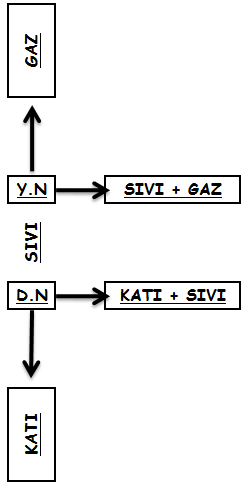 GAZ
Y.N
SIVI + GAZ
SIVI
D.N
KATI + SIVI
KATI